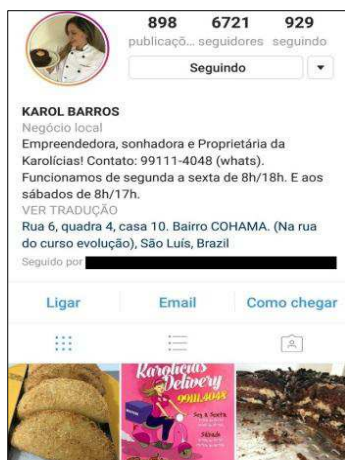 898 6721 929
publicaçõ... seguidores seguindo
Seguindo
KAROL BARROS
Negócio local
Empreendedora, sonhadora e Proprietária da
Karolícias! Contato: 99111-4048 (whats).
Funcionamos de segunda a sexta de 8h/18h. E aos
sábados de 8h/17h.
VER TRADUÇÃO
Rua 6, quadra 4, casa 10. Bairro COHAMA. (Na rua
do curso evolução), São Luís, Brazil
Seguido por
Ligar Email Como chegar
Karolícias
Delivery
99111.4048
Seg à Sexta
Sábado